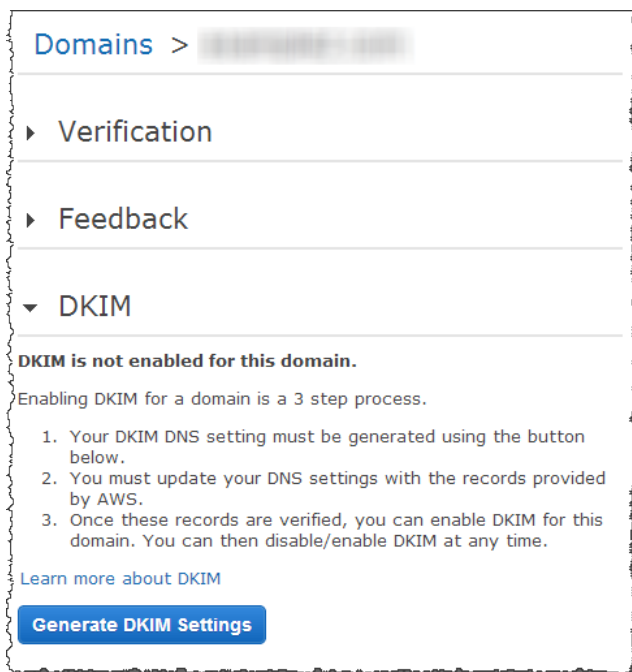 Domains >
Verification
Feedback
DKIM
DKIM is not enabled for this domain.
Enabling DKIM for a domain is a 3 step process.
1. Your DKIM DNS setting must be generated using the button
below.
2. You must update your DNS settings with the records provided
by AWS.
3. Once these records are verified, you can enable DKIM for this
domain. You can then disable/enable DKIM at any time.
Learn more about DKIM
Generate DKIM Settings